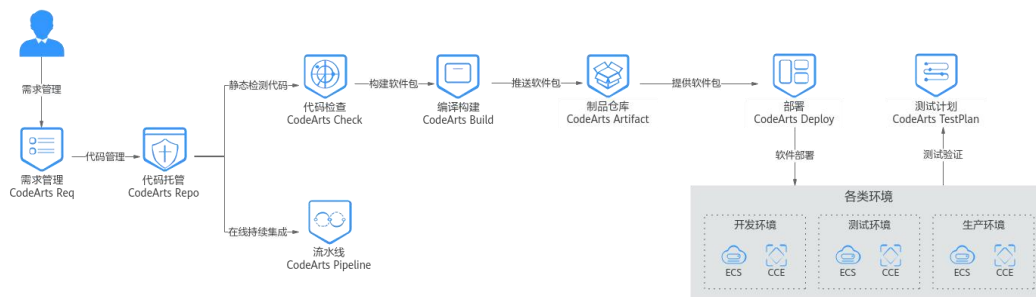 需求管理
需求管理
CodeArts Req
代码管理
代码托管
CodeArts Repo
静态检测代码
代码检查
CodeArts Check
构建软件包
编译构建
CodeArts Build
推送软件包
制品仓库
CodeArts Artifact
提供软件包
部署
CodeArts Deploy
测试计划
CodeArts TestPlan
软件部署
测试验证
在线持续集成
流水线
CodeArts Pipeline
各类环境
开发环境
ECS
CCE
测试环境
ECS
CCE
生产环境
ECS
CCE